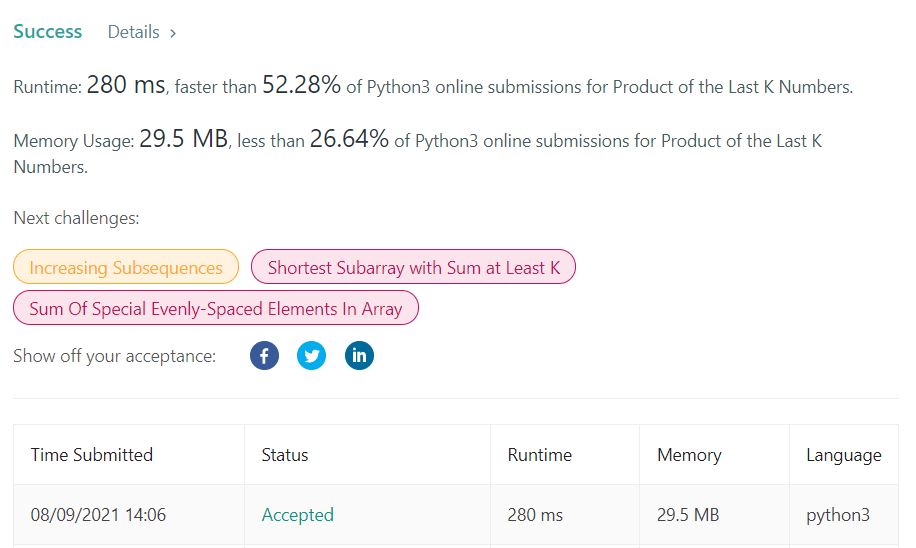 Success Details >
Runtime: 280 ms, faster than 52.28% of Python3 online submissions for Product of the Last K Numbers.
Memory Usage: 29.5 MB, less than 26.64% of Python3 online submissions for Product of the Last K
Numbers.
Next challenges:
Increasing Subsequences Shortest Subarray with Sum at Least K
Sum Of Special Evenly-Spaced Elements In Array
Show off your acceptance:
Time Submitted Status Runtime Memory Language
08/09/2021 14:06 Accepted 280 ms 29.5 MB python3